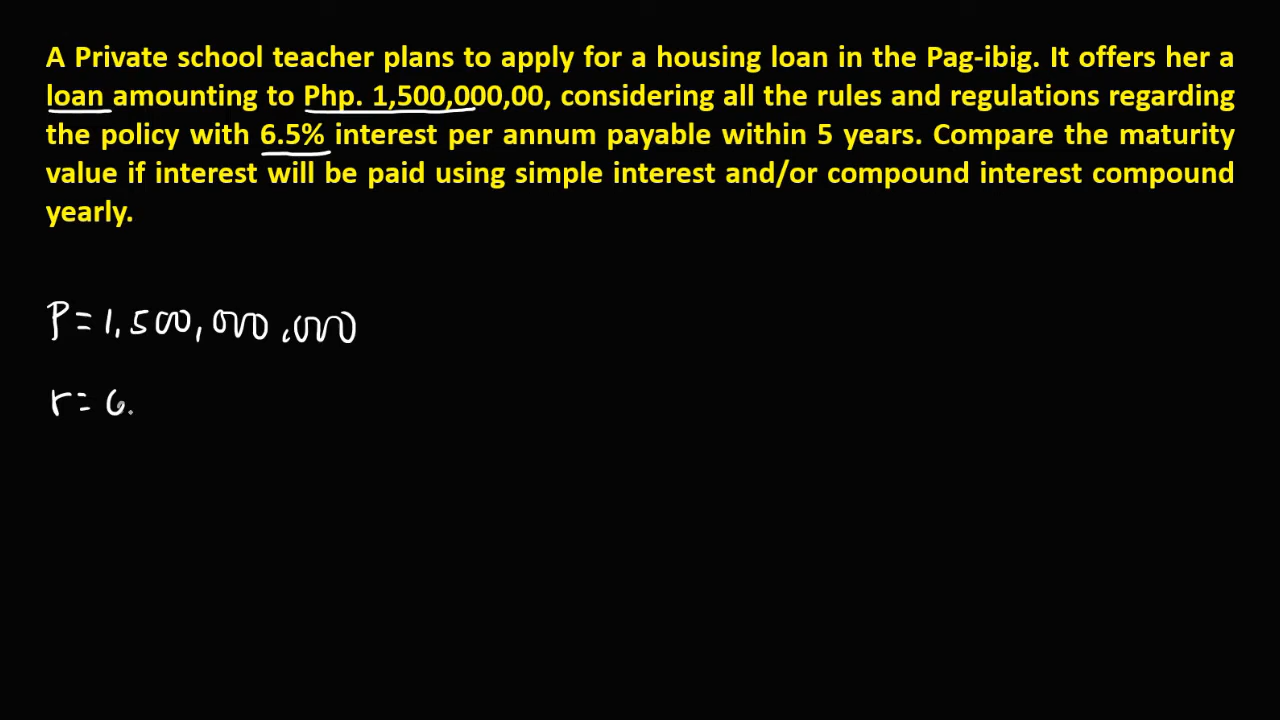 A Private school teacher plans to apply for a housing loan in the Pag-ibig. It offers her a
loan amounting to Php. 1,500,000,00, considering all the rules and regulations regarding
the policy with 6.5% interest per annum payable within 5 years. Compare the maturity
value if interest will be paid using simple interest and/or compound interest compound
yearly.
P = 1,500,000,000
r = 6.